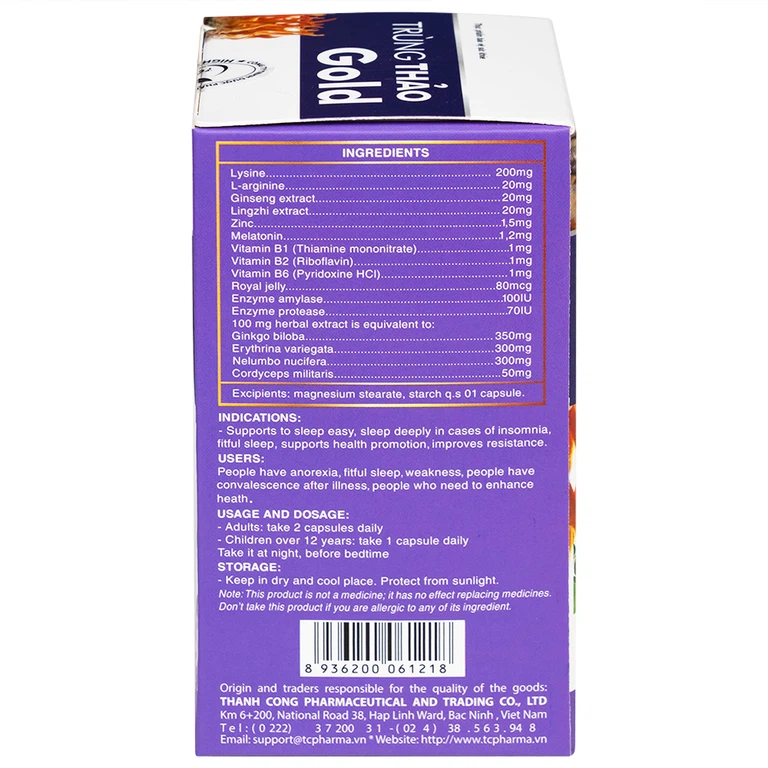 TRÙNG THẢO
Gold
INGREDIENTS
Lysine........ 200mg
L-arginine........20mg
Ginseng extract........20mg
Lingzhi extract........20mg
Zinc........1,5mg
Melatonin........1,2mg
Vitamin B1 (Thiamine mononitrate)........1mg
Vitamin B2 (Riboflavin)........1mg
Vitamin B6 (Pyridoxine HCl)........1mg
Royal jelly........80mcg
Enzyme amylase........100IU
Enzyme protease........70IU
100 mg herbal extract is equivalent to:
Ginkgo biloba........350mg
Erythrina variegata........300mg
Nelumbo nucifera........300mg
Cordyceps militaris........50mg
Excipients: magnesium stearate, starch q.s 01 capsule.
INDICATIONS:
- Supports to sleep easy, sleep deeply in cases of insomnia,
fitful sleep, supports health promotion, improves resistance.
USERS:
People have anorexia, fitful sleep, weakness, people have
convalescence after illness, people who need to enhance
heath.
USAGE AND DOSAGE:
- Adults: take 2 capsules daily
- Children over 12 years: take 1 capsule daily
Take it at night, before bedtime
STORAGE:
- Keep in dry and cool place. Protect from sunlight.
Note: This product is not a medicine; it has no effect replacing medicines.
Don't take this product if you are allergic to any of its ingredient.
8 936200 061218
Origin and traders responsible for the quality of the goods:
THANH CONG PHARMACEUTICAL AND TRADING CO., LTD
Km 6+200, National Road 38, Hap Linh Ward, Bac Ninh , Viet Nam
Tel: (0 222) 37 200 31 - (02 4) 38 .563.94 8
Email: support@tcpharma.vn * Website: http://www.tcpharma.vn